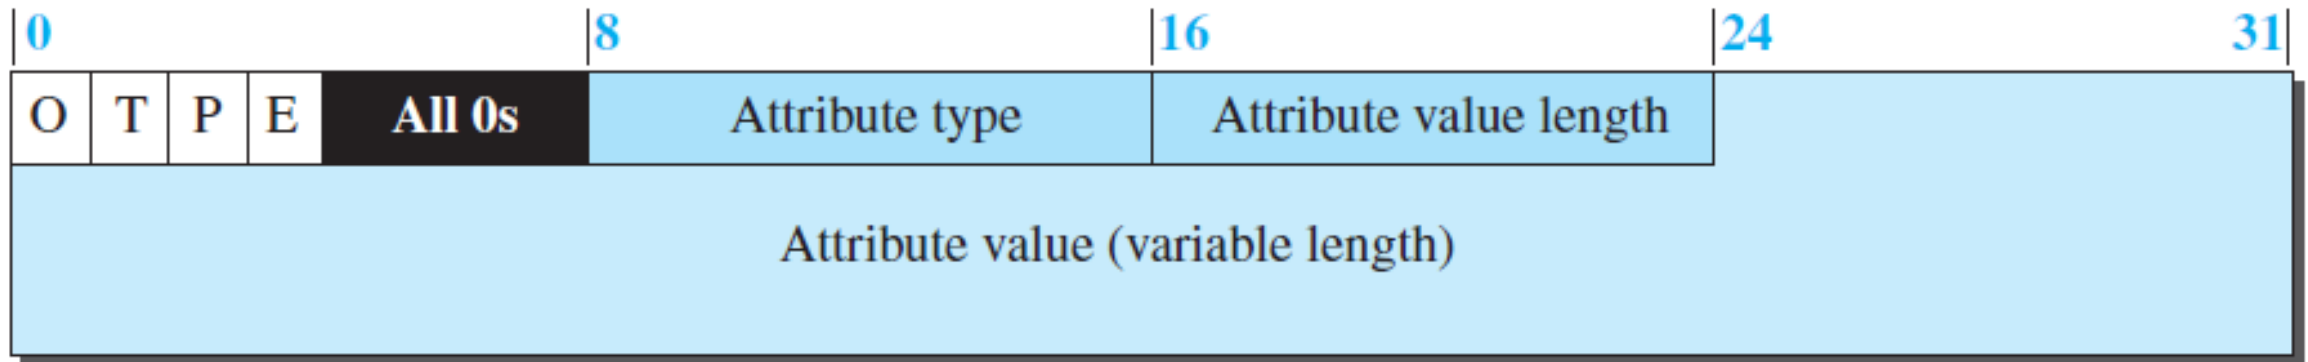 0 8 16 24 31
O T P E All 0s Attribute type Attribute value length
Attribute value (variable length)